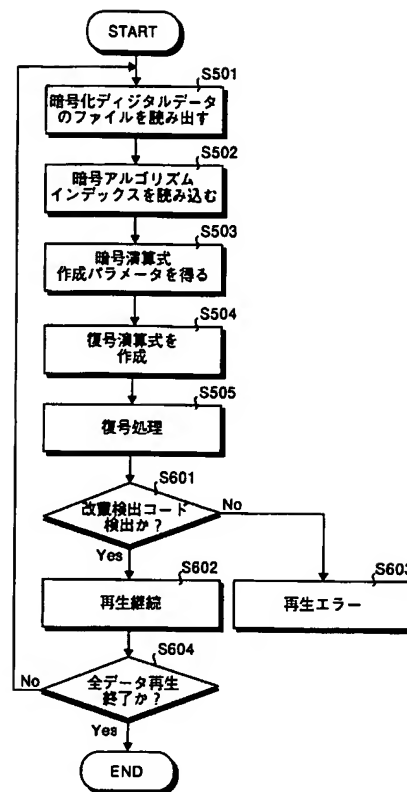 START
S501
暗号化ディジタルデータ
のファイルを読み出す
S502
暗号アルゴリズム
インデックスを読み込む
S503
暗号演算式
作成パラメータを得る
S504
復号演算式を
作成
S505
復号処理
S601
改竄検出コード
検出か?
No
Yes
S602
再生継続
S603
再生エラー
S604
全データ再生
終了か?
No
Yes
END